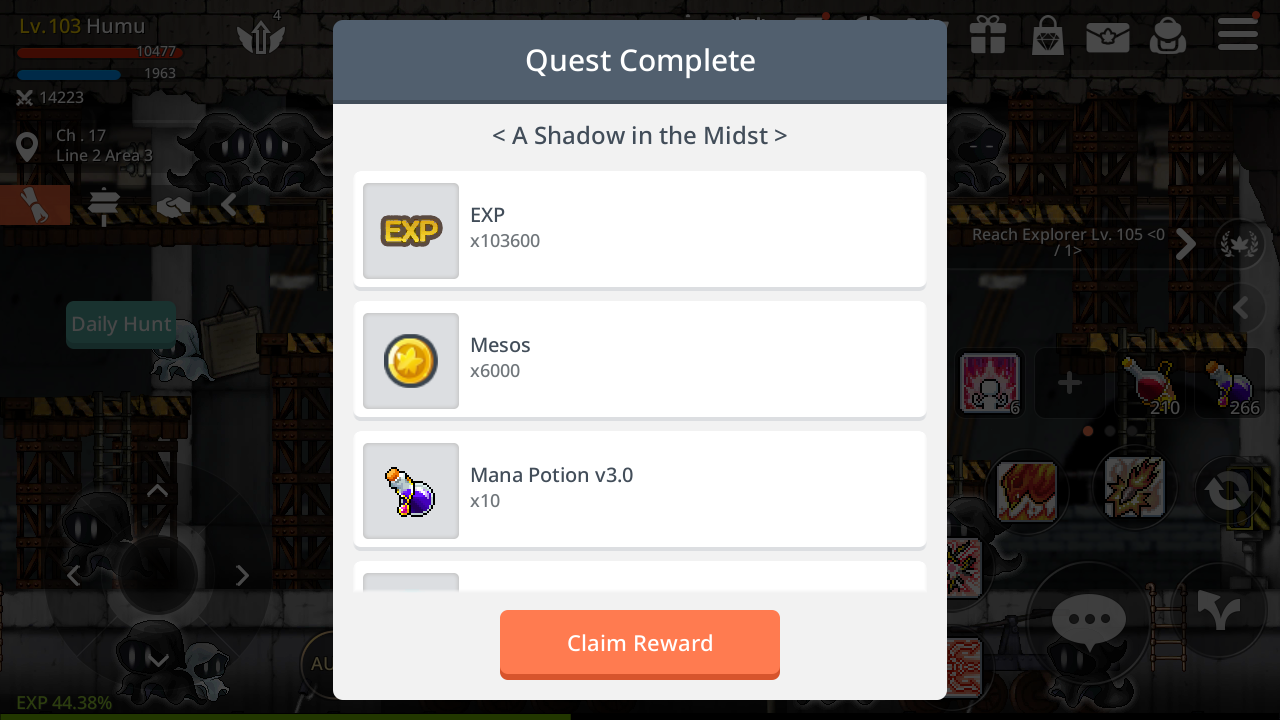 Lv.103 Humu
4
10477
1963
14223
Ch . 17
Line 2 Area 3
Daily Hunt
Quest Complete
< A Shadow in the Midst >
EXP
EXP
x103600
Mesos
x6000
Mana Potion v3.0
x10
Claim Reward
Reach Explorer Lv. 105 <0
/ 1>
6
210
266
AU
EXP 44.38%